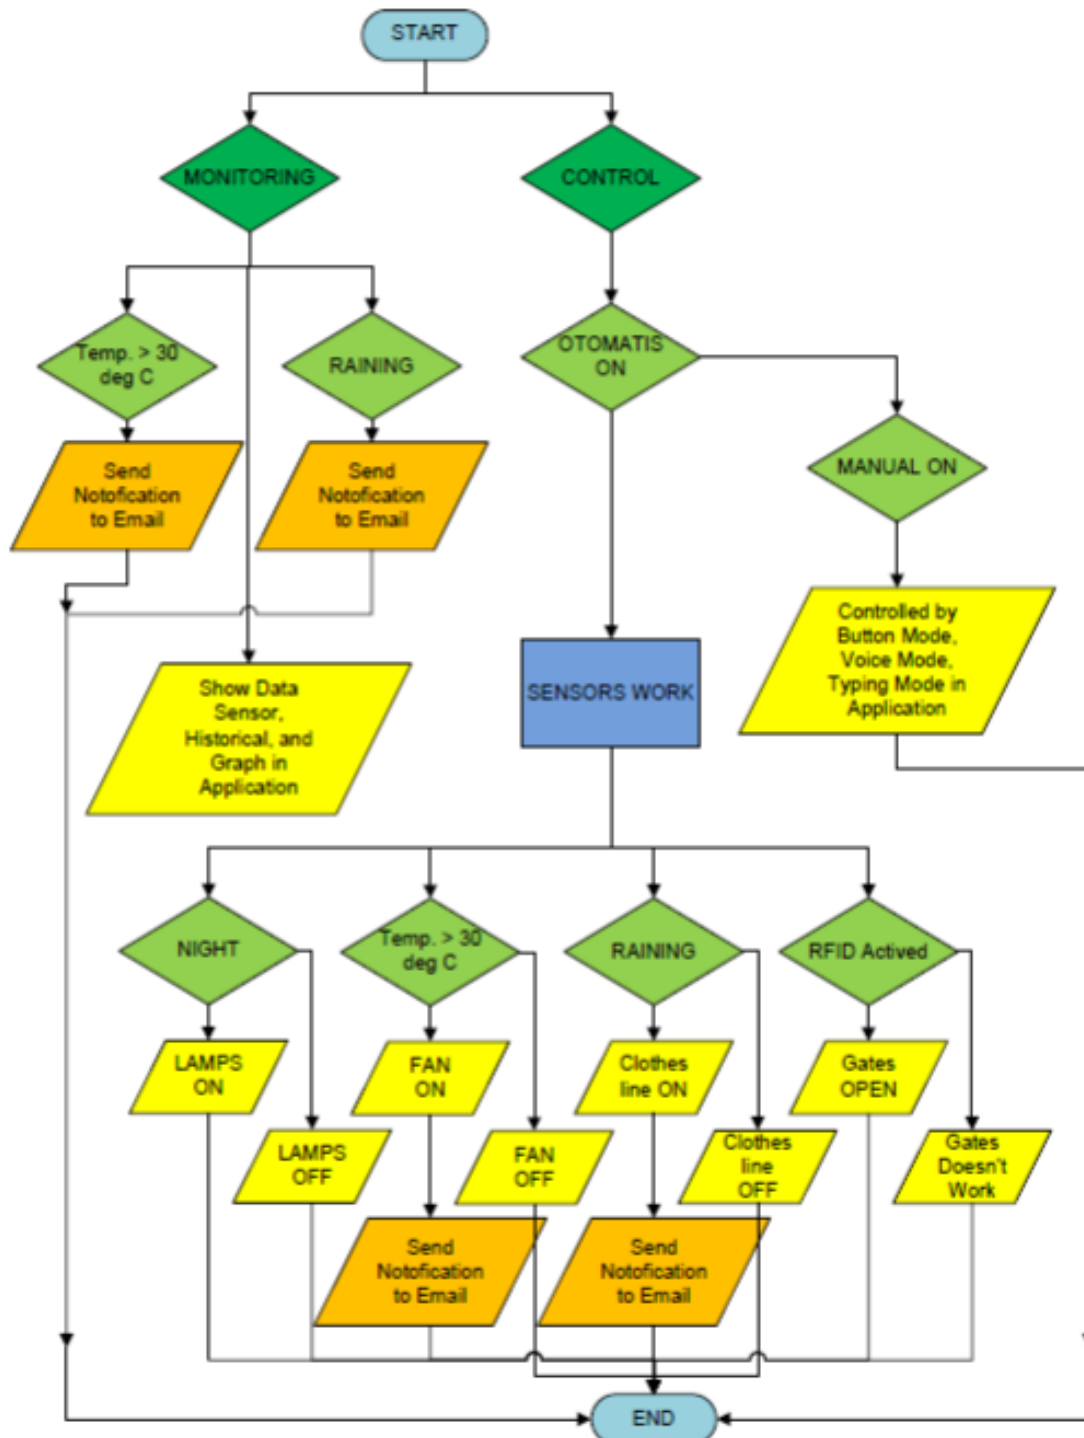 START
MONITORING
CONTROL
Temp. > 30
deg C
RAINING
OTOMATIS
ON
MANUAL ON
Send
Notofication
to Email
Send
Notofication
to Email
Controlled by
Button Mode,
Voice Mode,
Typing Mode in
Application
Show Data
Sensor,
Historical, and
Graph in
Application
SENSORS WORK
NIGHT
Temp. > 30
deg C
RAINING
RFID Actived
LAMPS
ON
FAN
ON
Clothes
line ON
Gates
OPEN
LAMPS
OFF
FAN
OFF
Clothes
line
OFF
Gates
Doesn't
Work
Send
Notofication
to Email
Send
Notofication
to Email
END